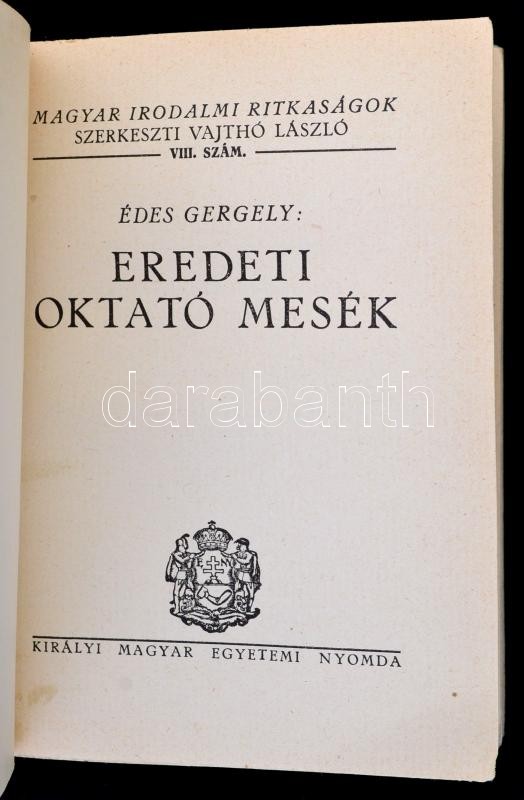 MAGYAR IRODALMI RITKASÁGOK
SZERKESZTI VAJTHÓ LÁSZLÓ
VIII. SZÁM.
ÉDES GERGELY:
EREDETI
OKTATÓ MESÉK
darabanth
E N
KIRÁLYI MAGYAR EGYETEMI NYOMDA